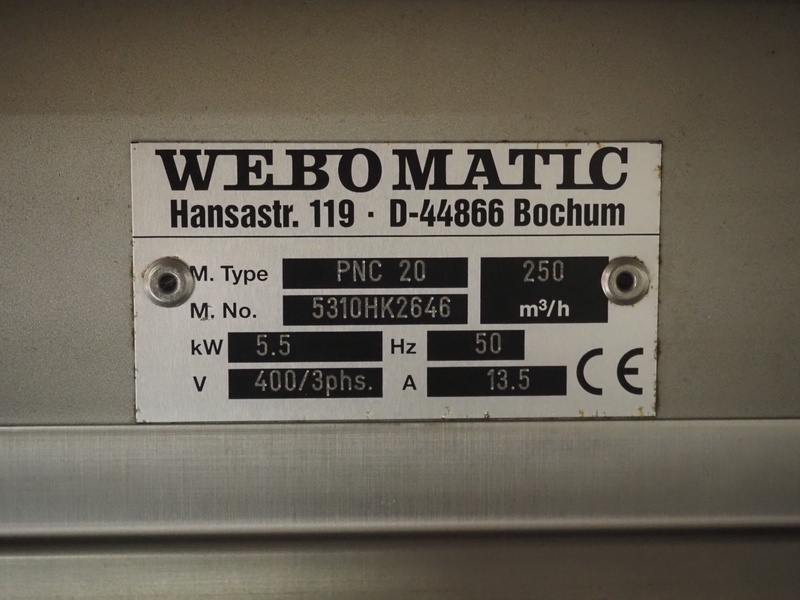 WEBOMATIC
Hansastr. 119 · D-44866 Bochum
M. Type PNC 20 250
M. No. 5310HK2646 m³/h
kW 5.5 Hz 50
V 400/3phs. A 13.5 CE